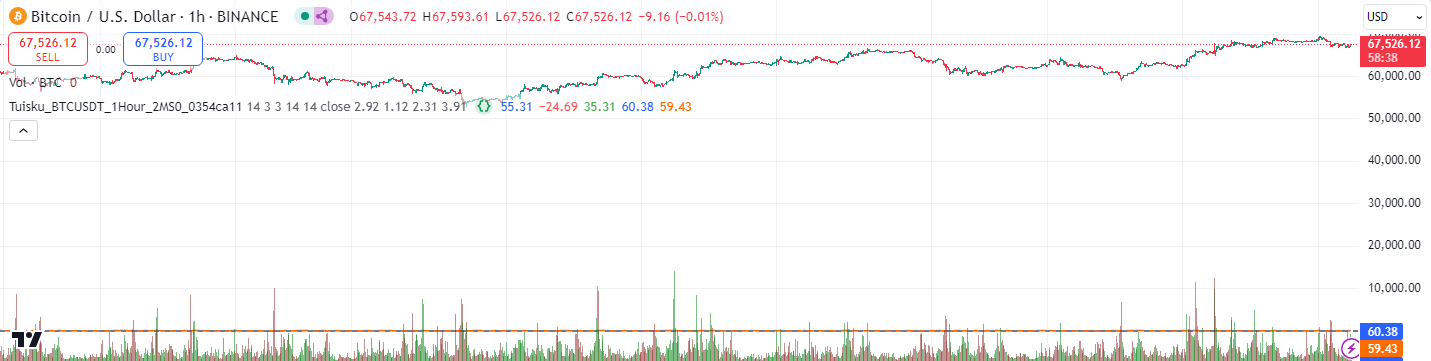 Bitcoin / U.S. Dollar · 1h · BINANCE O67,543.72 H67,593.61 L67,526.12 C67,526.12 −9.16 (−0.01%)
USD
67,526.12
SELL
0.00
67,526.12
BUY
67,526.12
58:38
Vol · BTC 0
60,000.00
Tuisku_BTCUSDT_1Hour_2MS0_0354ca11 14 3 3 14 14 close 2.92 1.12 2.31 3.91 {} 55.31 −24.69 35.31 60.38 59.43
50,000.00
40,000.00
30,000.00
20,000.00
10,000.00
60.38
59.43